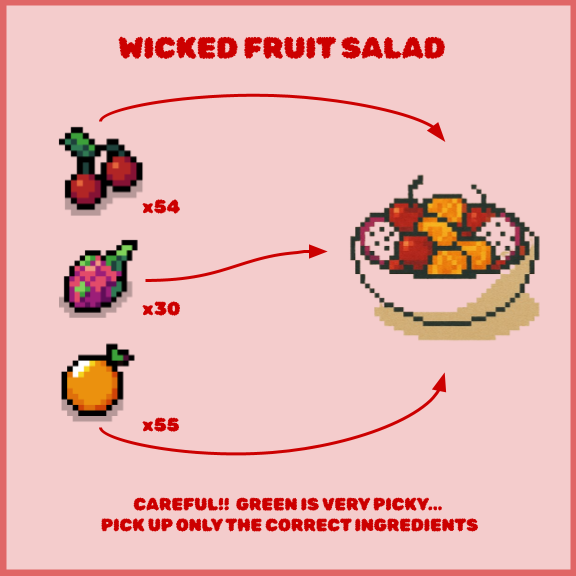 WICKED FRUIT SALAD
x54
x30
x55
CAREFUL!! GREEN IS VERY PICKY...
PICK UP ONLY THE CORRECT INGREDIENTS